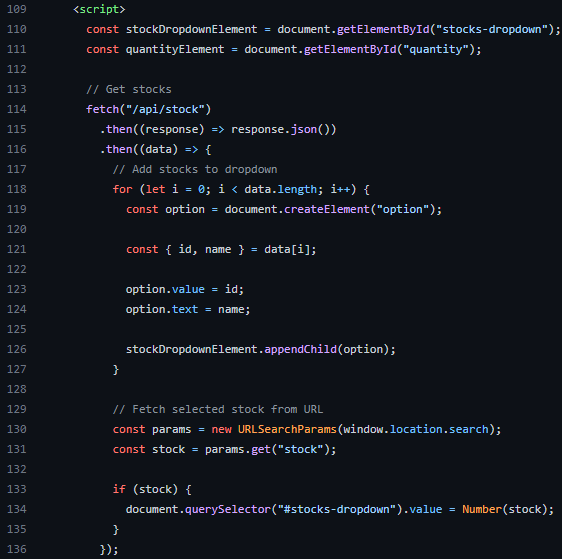 109 <script>
110 const stockDropdownElement = document.getElementById("stocks-dropdown");
111 const quantityElement = document.getElementById("quantity");
112
113 // Get stocks
114 fetch("/api/stock")
115 .then((response) => response.json())
116 .then((data) => {
117 // Add stocks to dropdown
118 for (let i = 0; i < data.length; i++) {
119 const option = document.createElement("option");
120
121 const { id, name } = data[i];
122
123 option.value = id;
124 option.text = name;
125
126 stockDropdownElement.appendChild(option);
127 }
128
129 // Fetch selected stock from URL
130 const params = new URLSearchParams(window.location.search);
131 const stock = params.get("stock");
132
133 if (stock) {
134 document.querySelector("#stocks-dropdown").value = Number(stock);
135 }
136 });